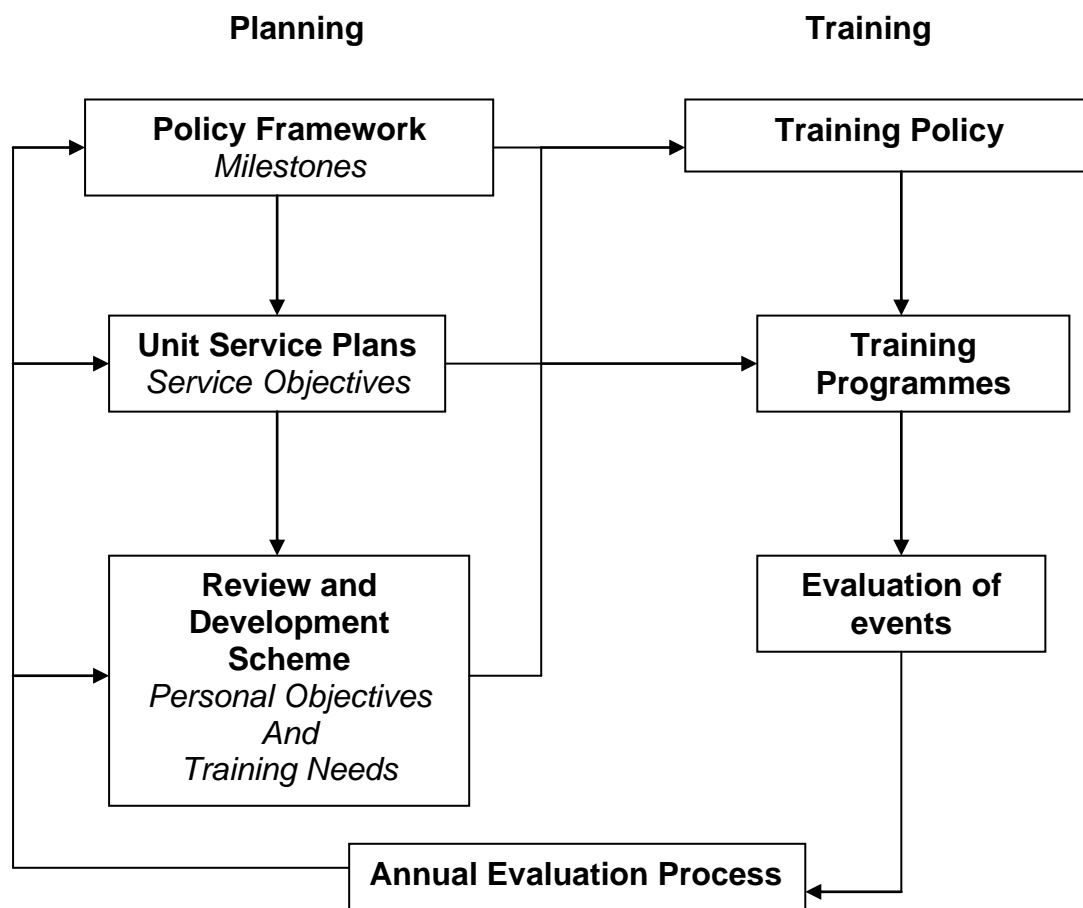 Planning
Training
Policy Framework
Milestones
Training Policy
Unit Service Plans
Service Objectives
Training
Programmes
Review and
Development
Scheme
Personal Objectives
And
Training Needs
Evaluation of
events
Annual Evaluation Process